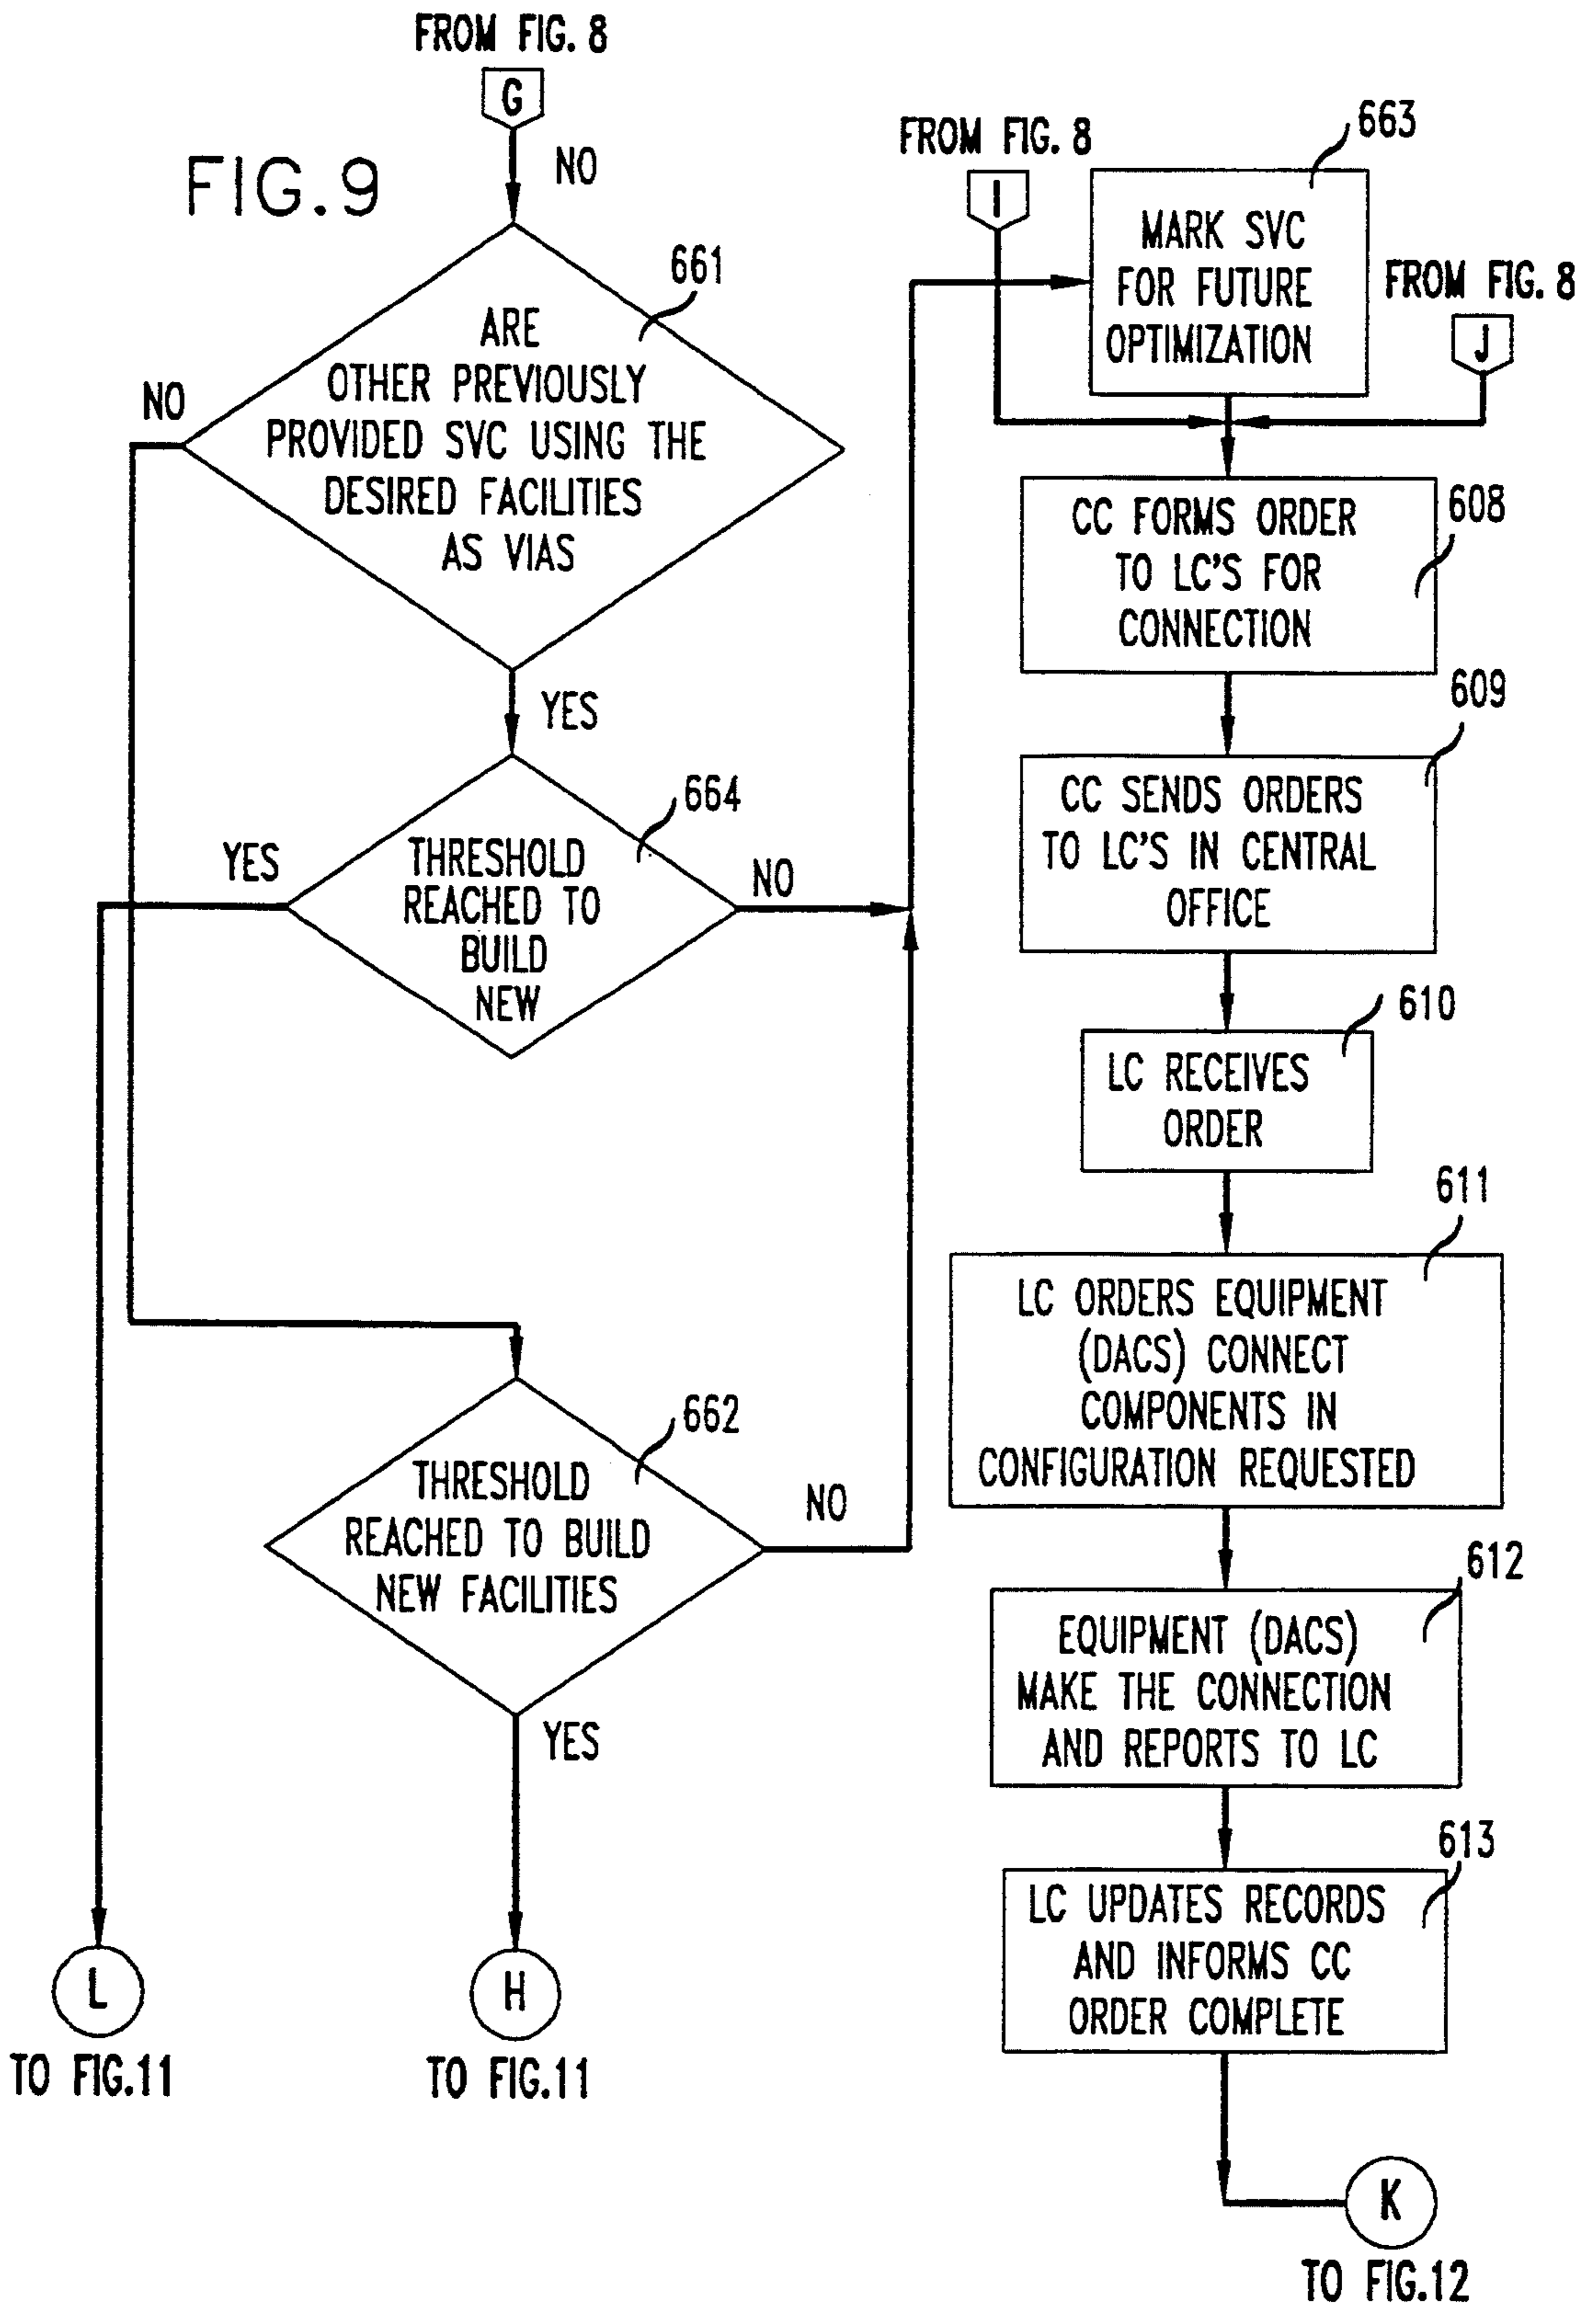 FROM FIG. 8
G
NO
FIG. 9
661
ARE
OTHER PREVIOUSLY
PROVIDED SVC USING THE
DESIRED FACILITIES
AS VIAS
NO
YES
664
THRESHOLD
REACHED TO
BUILD
NEW
YES
NO
662
THRESHOLD
REACHED TO BUILD
NEW FACILITIES
NO
YES
L
TO FIG.11
H
TO FIG.11
FROM FIG. 8
I
663
MARK SVC
FOR FUTURE
OPTIMIZATION
FROM FIG. 8
J
608
CC FORMS ORDER
TO LC'S FOR
CONNECTION
609
CC SENDS ORDERS
TO LC'S IN CENTRAL
OFFICE
610
LC RECEIVES
ORDER
611
LC ORDERS EQUIPMENT
(DACS) CONNECT
COMPONENTS IN
CONFIGURATION REQUESTED
612
EQUIPMENT (DACS)
MAKE THE CONNECTION
AND REPORTS TO LC
613
LC UPDATES RECORDS
AND INFORMS CC
ORDER COMPLETE
K
TO FIG.12